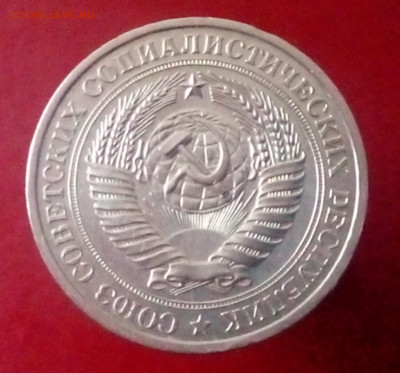 СОЮЗ СОВЕТСКИХ СОЦИАЛИСТИЧЕСКИХ РЕСПУБЛИК